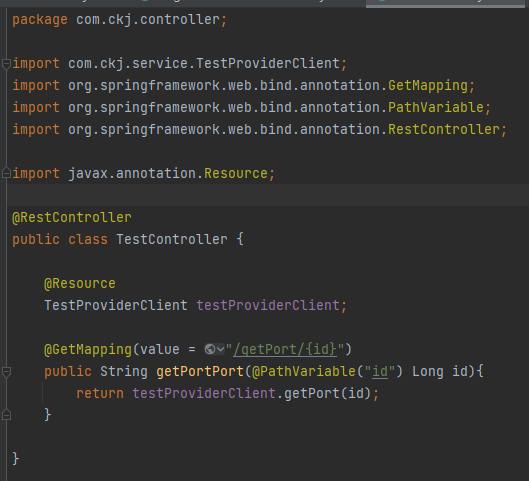 package com.ckj.controller;
import com.ckj.service.TestProviderClient;
import org.springframework.web.bind.annotation.GetMapping;
import org.springframework.web.bind.annotation.PathVariable;
import org.springframework.web.bind.annotation.RestController;
import javax.annotation.Resource;
@RestController
public class TestController {
@Resource
TestProviderClient testProviderClient;
@GetMapping(value = "/getPort/{id}")
public String getPortPort(@PathVariable("id") Long id){
return testProviderClient.getPort(id);
}
}